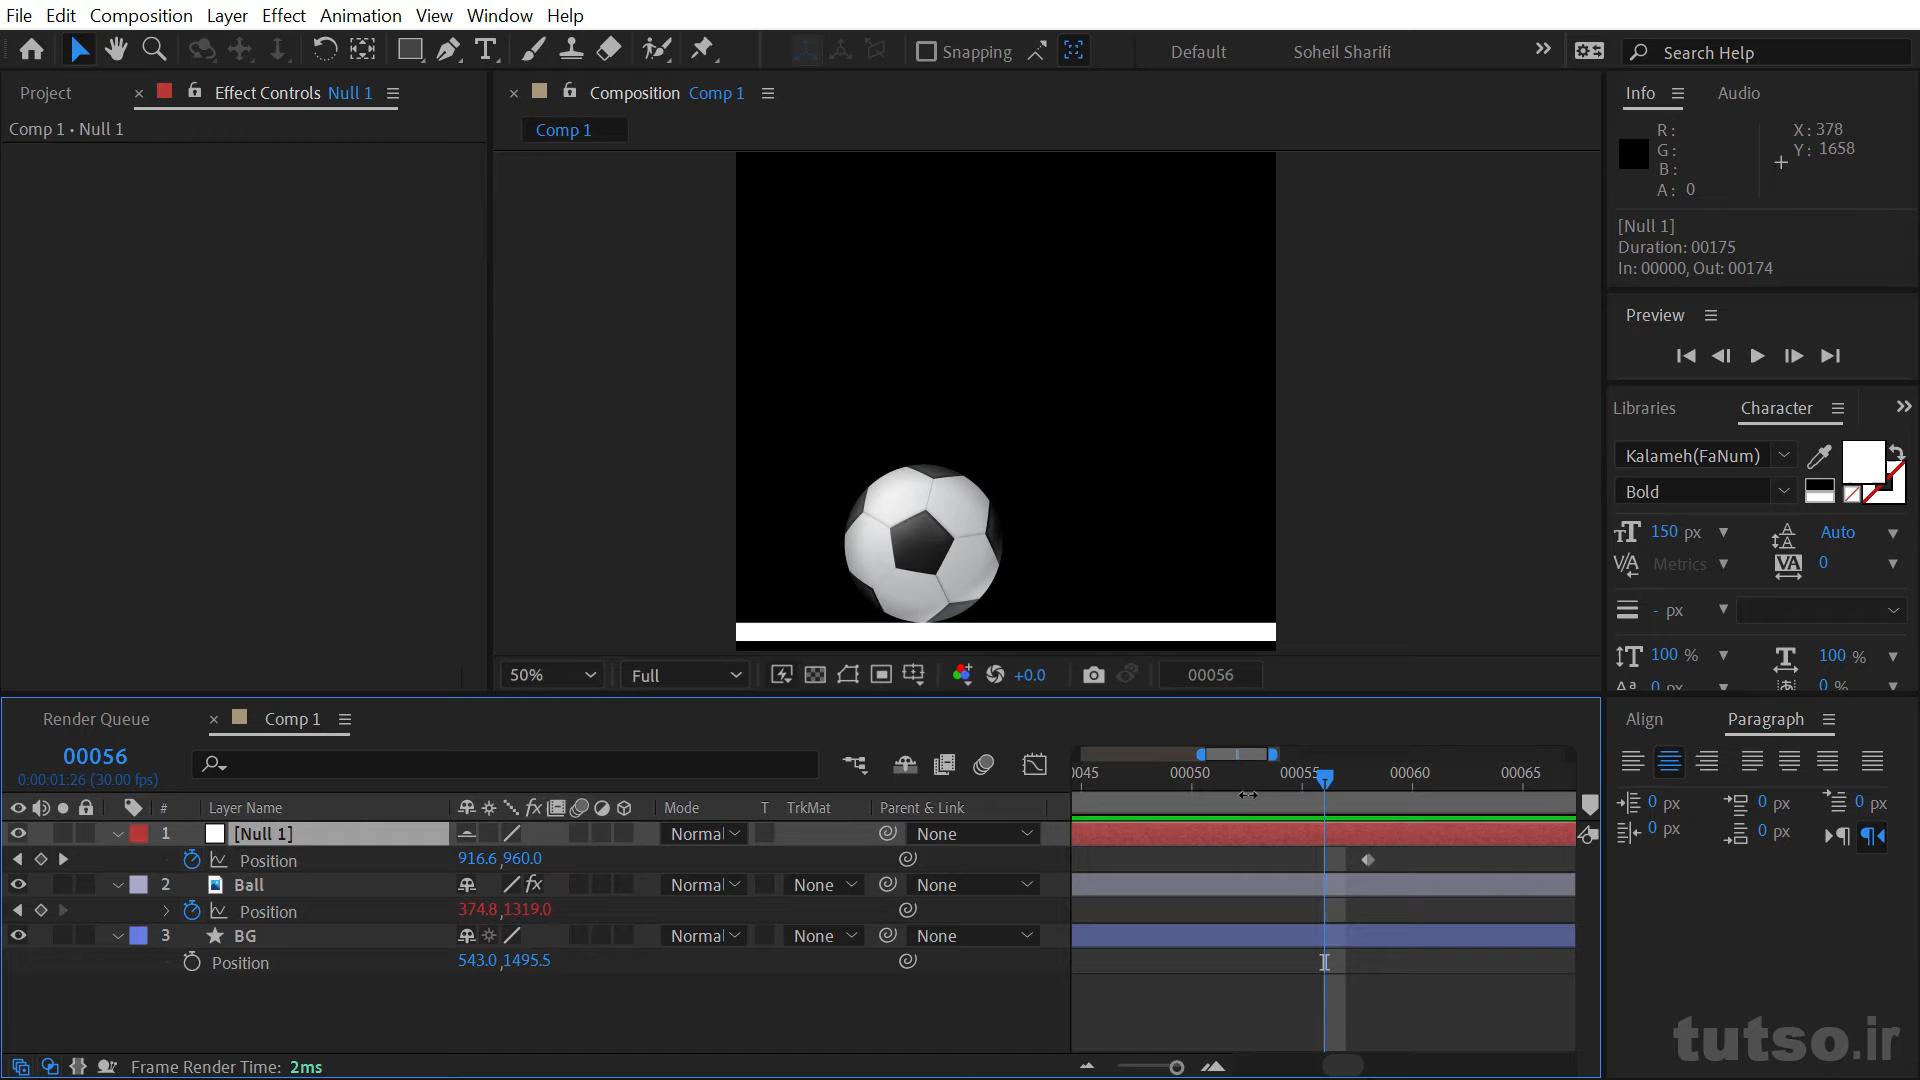 File Edit Composition Layer Effect Animation View Window Help
Snapping Default Soheil Sharifi Search Help
Project Effect Controls Null 1 Composition Comp 1 Info Audio
Comp 1 • Null 1
Comp 1
R:
G:
B:
A: 0
X: 378
Y: 1658
[Null 1]
Duration: 00175
In: 00000, Out: 00174
Preview
Libraries Character
Kalameh(FaNum)
Bold
150 px Auto
Metrics 0
- px
100 % 100 %
0 px 0 %
50% Full +0.0 00056
Render Queue Comp 1
00056
0:00:01:26 (30.00 fps)
00050 00055 00060 00065
# Layer Name Mode T TrkMat Parent & Link
1 [Null 1] Normal None
Position 916.6,960.0
2 Ball Normal None None
Position 374.8,1319.0
3 BG Normal None None
Position 543.0,1495.5
Frame Render Time: 2ms
Align Paragraph
0 px 0 px 0 px
0 px 0 px
tutso.ir